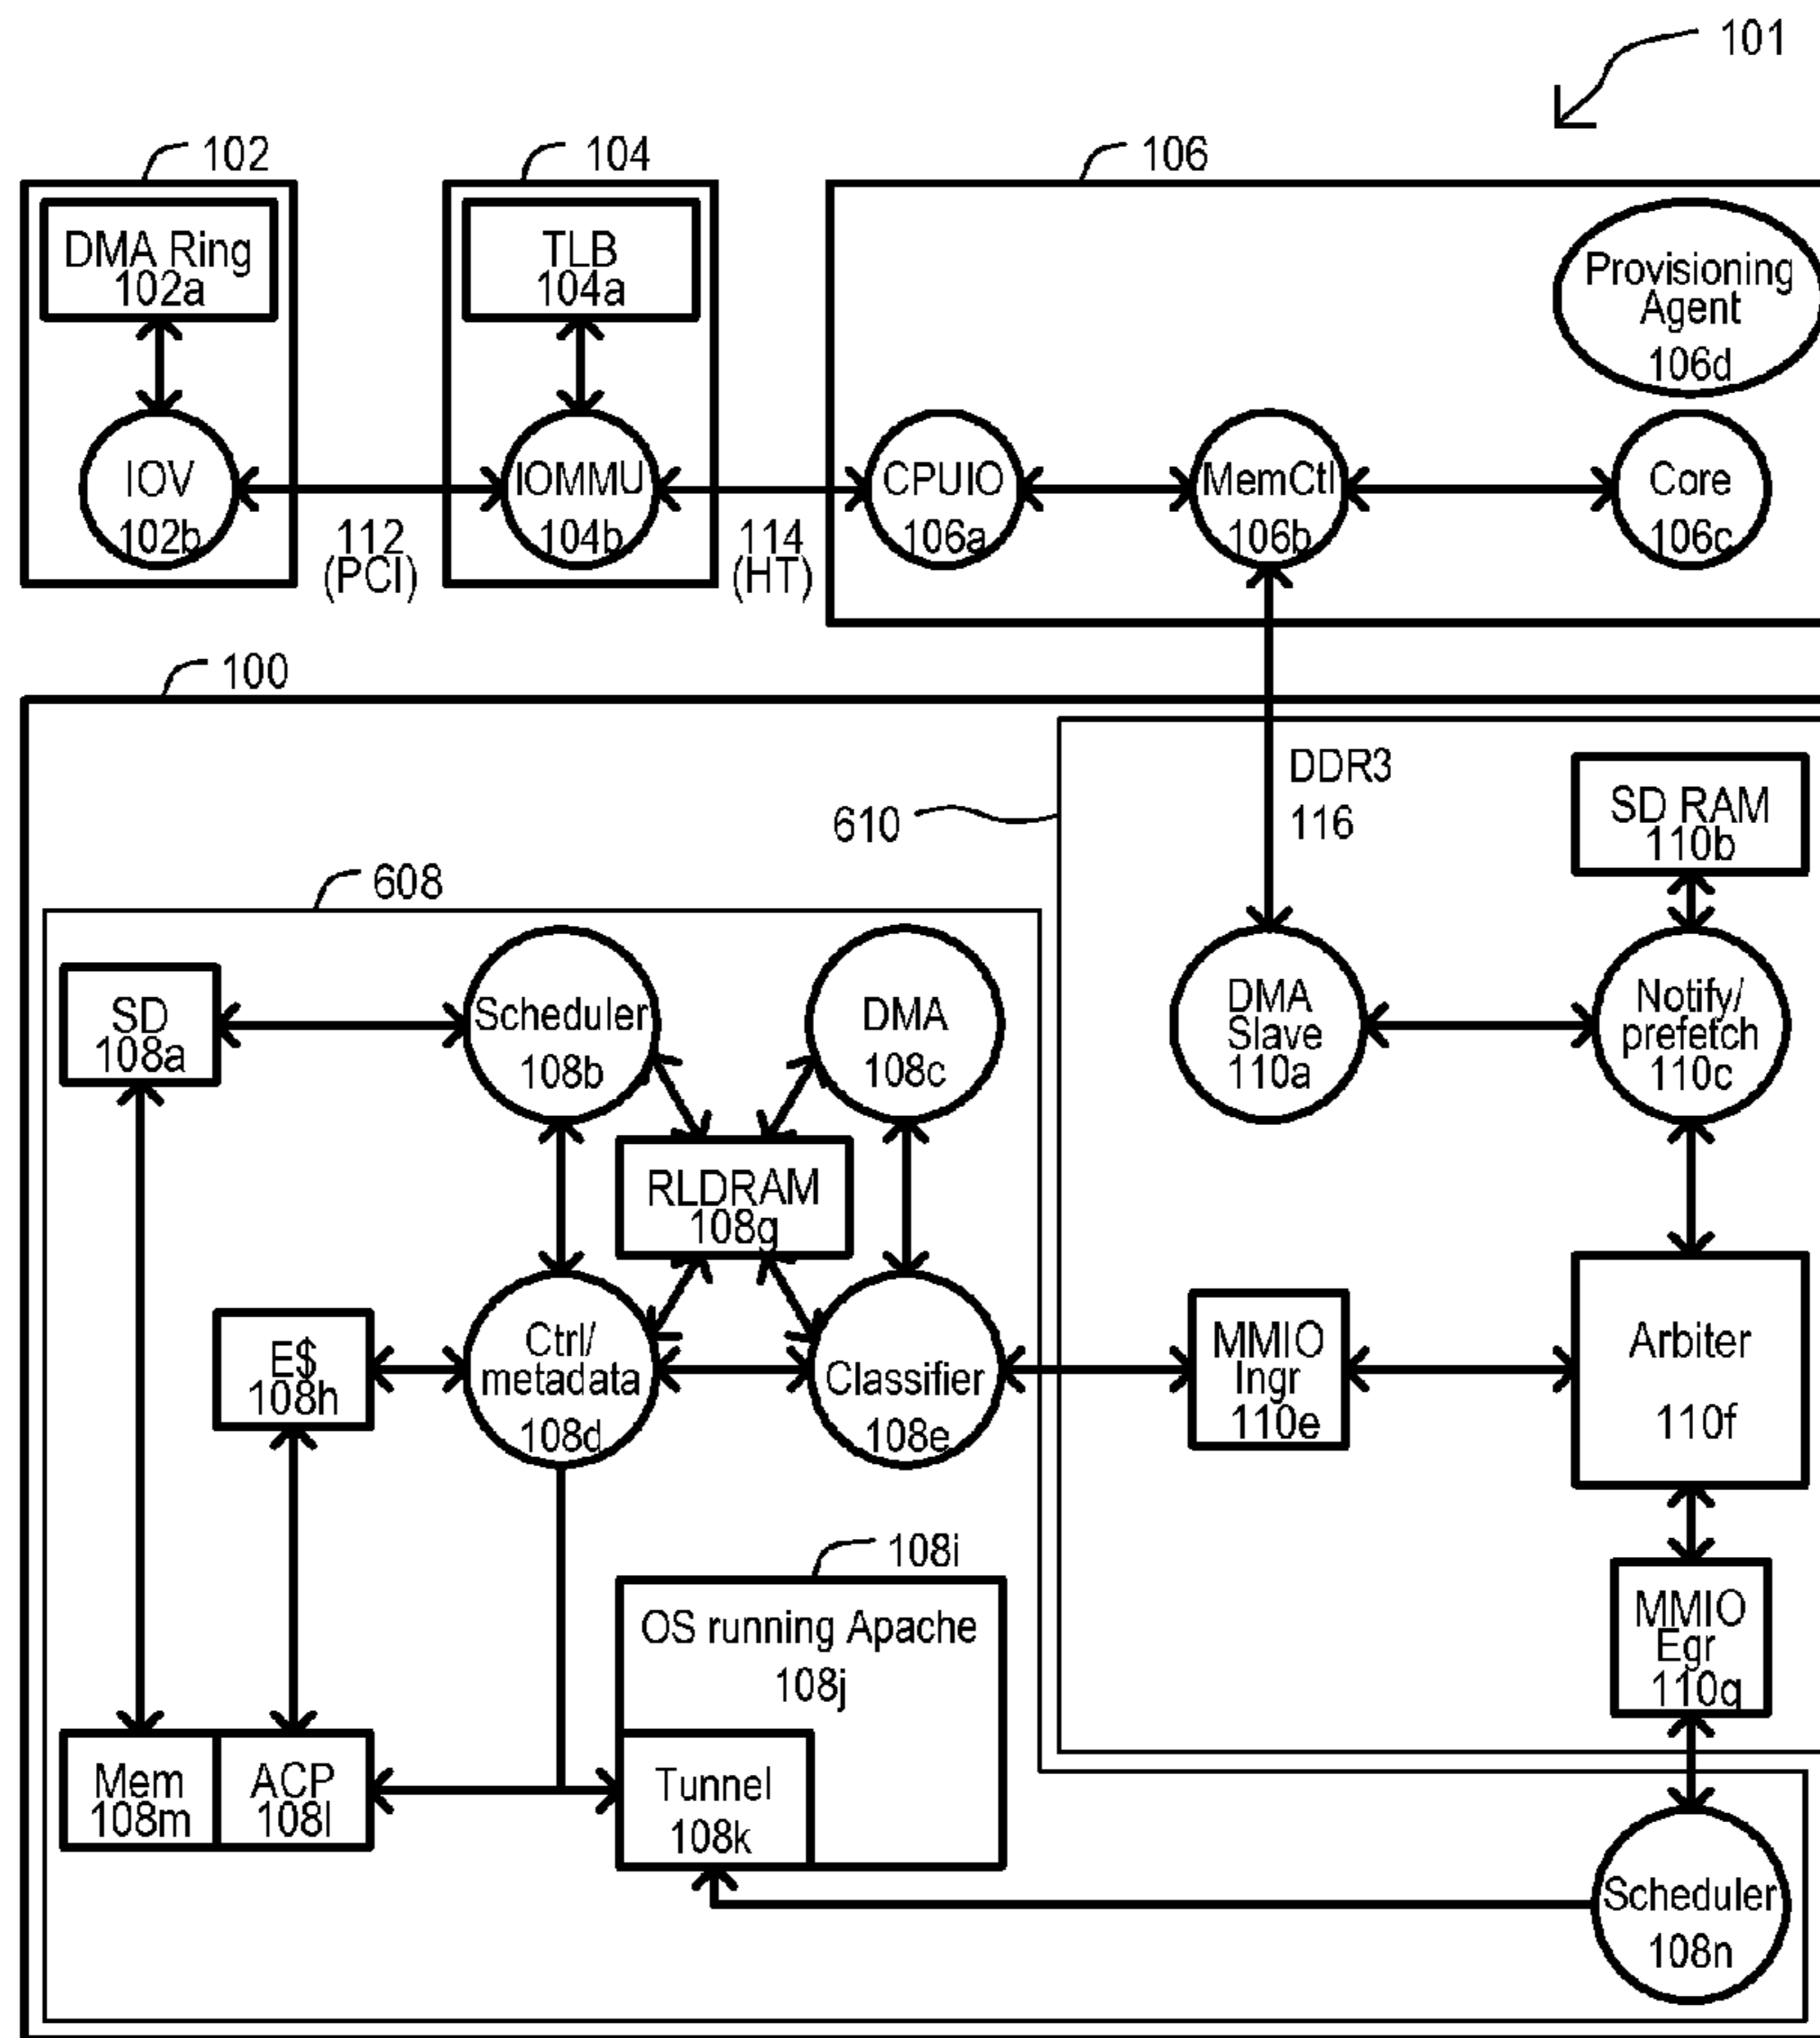 101
102
104
106
DMA Ring
102a
TLB
104a
Provisioning
Agent
106d
IOV
102b
IOMMU
104b
CPUIO
106a
MemCtl
106b
Core
106c
112
(PCI)
114
(HT)
100
DDR3
116
610
SD RAM
110b
608
SD
108a
Scheduler
108b
DMA
108c
DMA
Slave
110a
Notify/
prefetch
110c
RLDRAM
108g
E$
108h
Ctrl/
metadata
108d
Classifier
108e
MMIO
Ingr
110e
Arbiter
110f
108i
OS running Apache
108j
MMIO
Egr
110g
Mem
108m
ACP
108l
Tunnel
108k
Scheduler
108n